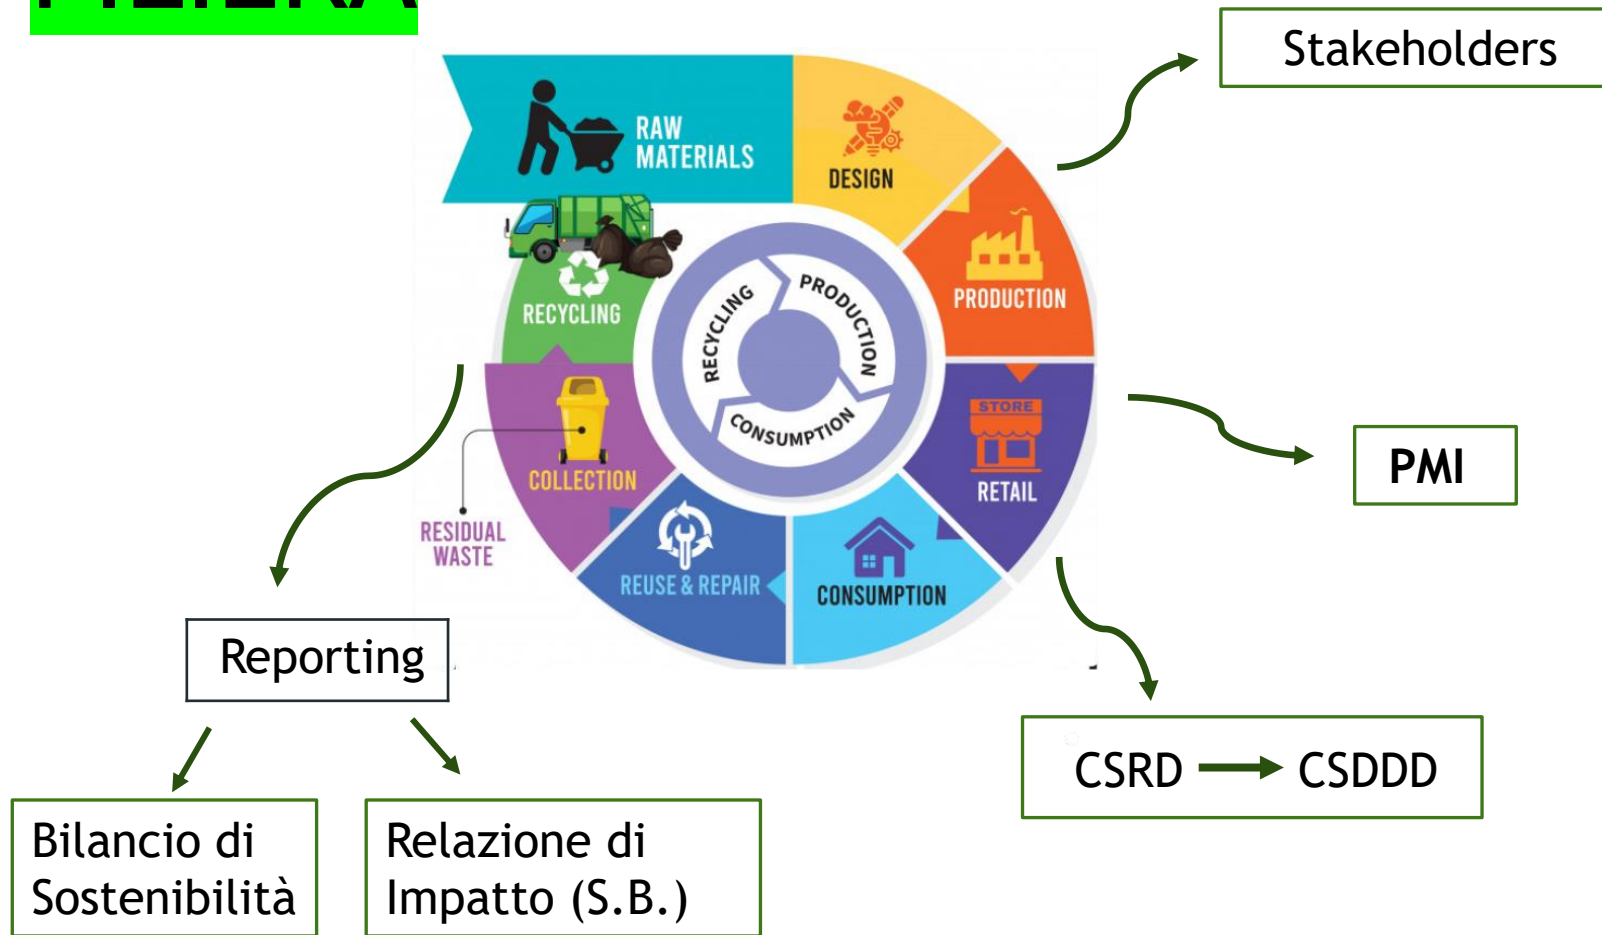 FILIERA
Stakeholders
RAW
MATERIALS
DESIGN
PRODUCTION
RECYCLING
RECYCLING
PRODUCTION
CONSUMPTION
STORE
RETAIL
PMI
COLLECTION
RESIDUAL
WASTE
REUSE & REPAIR
CONSUMPTION
Reporting
CSRD
CSDDD
Bilancio di
Sostenibilità
Relazione di
Impatto (S.B.)